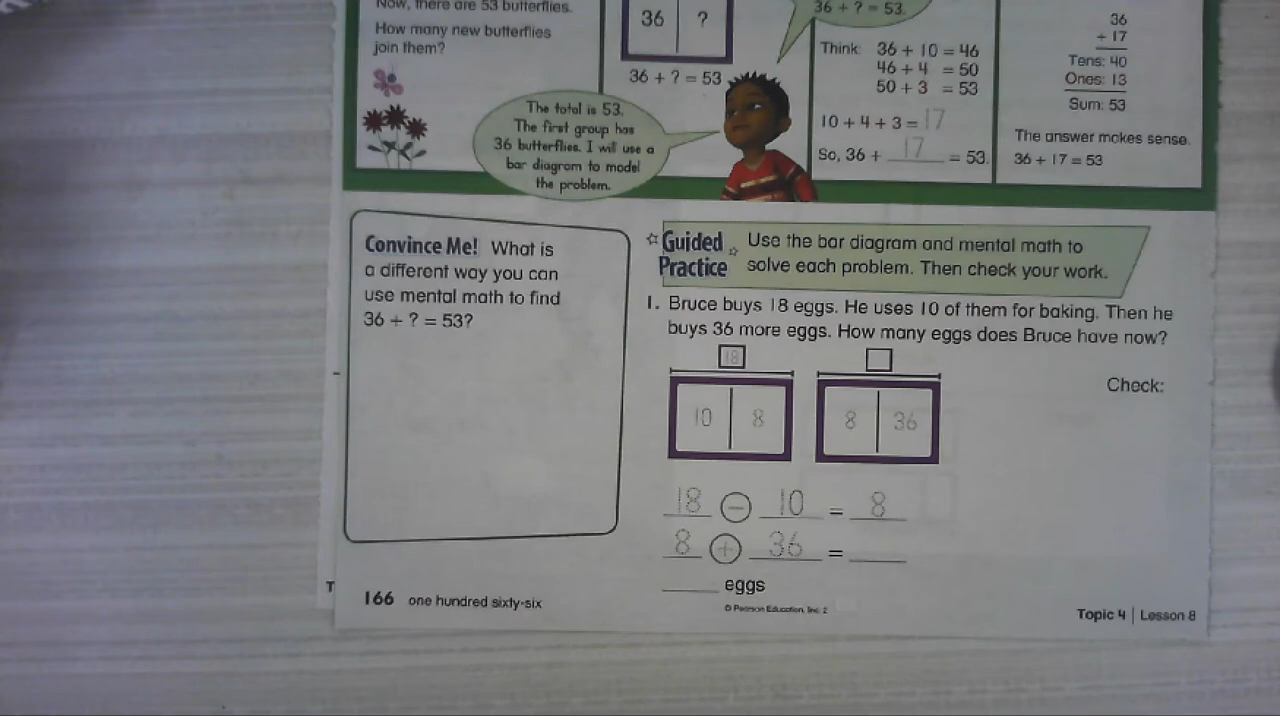 Now, there are 53 butterflies.
How many new butterflies
join them?
36 ?
36 + ? = 53
The total is 53.
The first group has
36 butterflies. I will use a
bar diagram to model
the problem.
36 + ? = 53.
Think: 36 + 10 = 46
46 + 4 = 50
50 + 3 = 53
10 + 4 + 3 = 17
So, 36 + 17 = 53.
36
+ 17
Tens: 40
Ones: 13
Sum: 53
The answer makes sense.
36 + 17 = 53
Convince Me! What is
a different way you can
use mental math to find
36 + ? = 53?
Guided Practice
Use the bar diagram and mental math to
solve each problem. Then check your work.
1. Bruce buys 18 eggs. He uses 10 of them for baking. Then he
buys 36 more eggs. How many eggs does Bruce have now?
18
10 8
8 36
Check:
18 − 10 = 8
8 + 36 = ____
____ eggs
166 one hundred sixty-six
© Pearson Education, Inc. 2
Topic 4 | Lesson 8
T